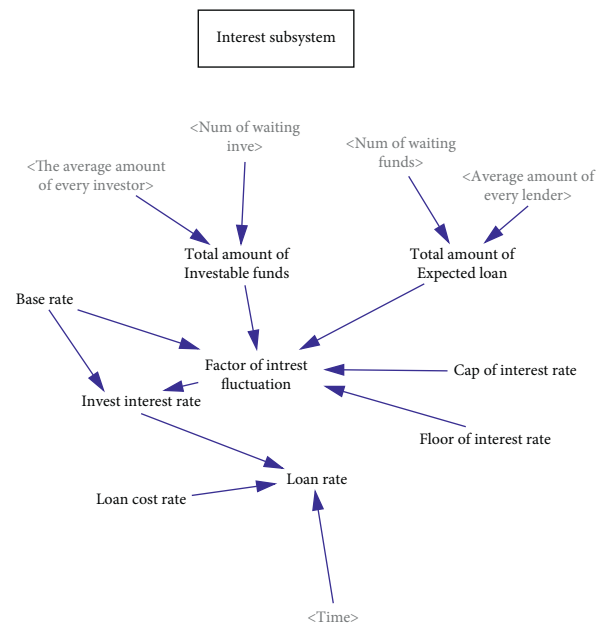 Interest subsystem
<Num of waiting
inve>
<Num of waiting
funds>
<The average amount
of every investor>
<Average amount of
every lender>
Total amount of
Investable funds
Total amount of
Expected loan
Base rate
Factor of intrest
fluctuation
Cap of interest rate
Invest interest rate
Floor of interest rate
Loan rate
Loan cost rate
<Time>